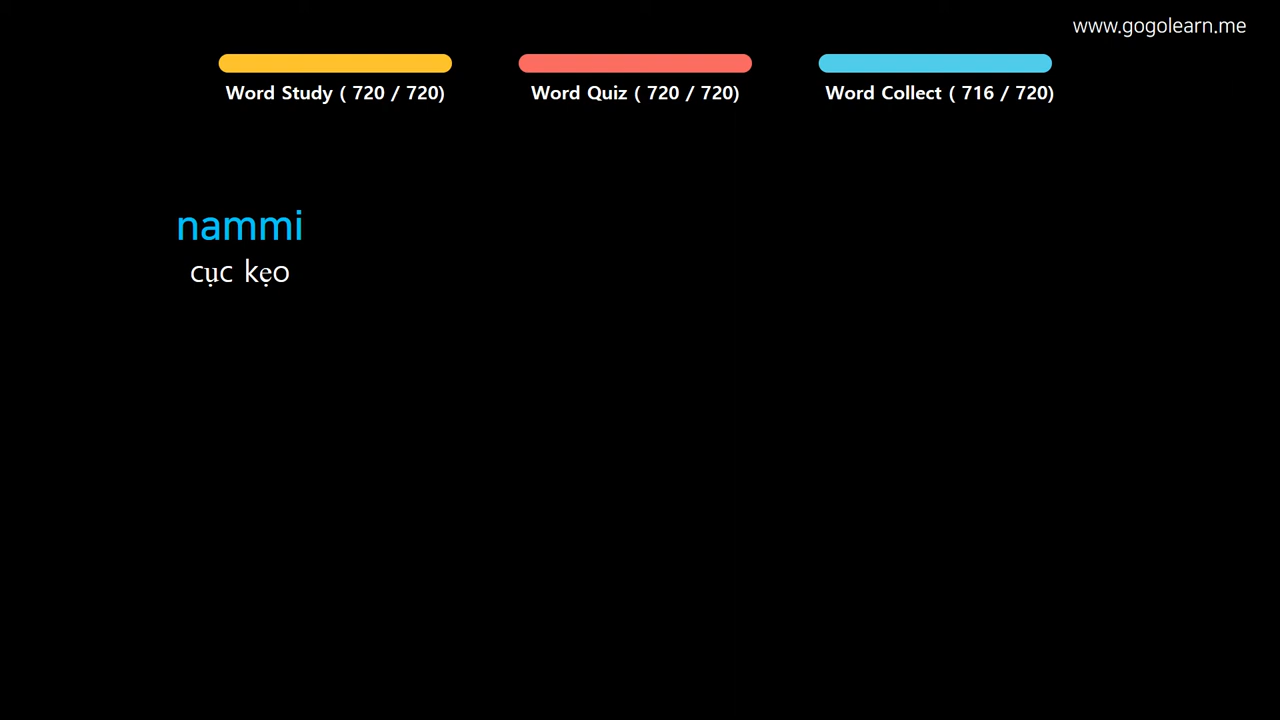 www.gogolearn.me
Word Study ( 720 / 720)
Word Quiz ( 720 / 720)
Word Collect ( 716 / 720)
nammi
cục kẹo